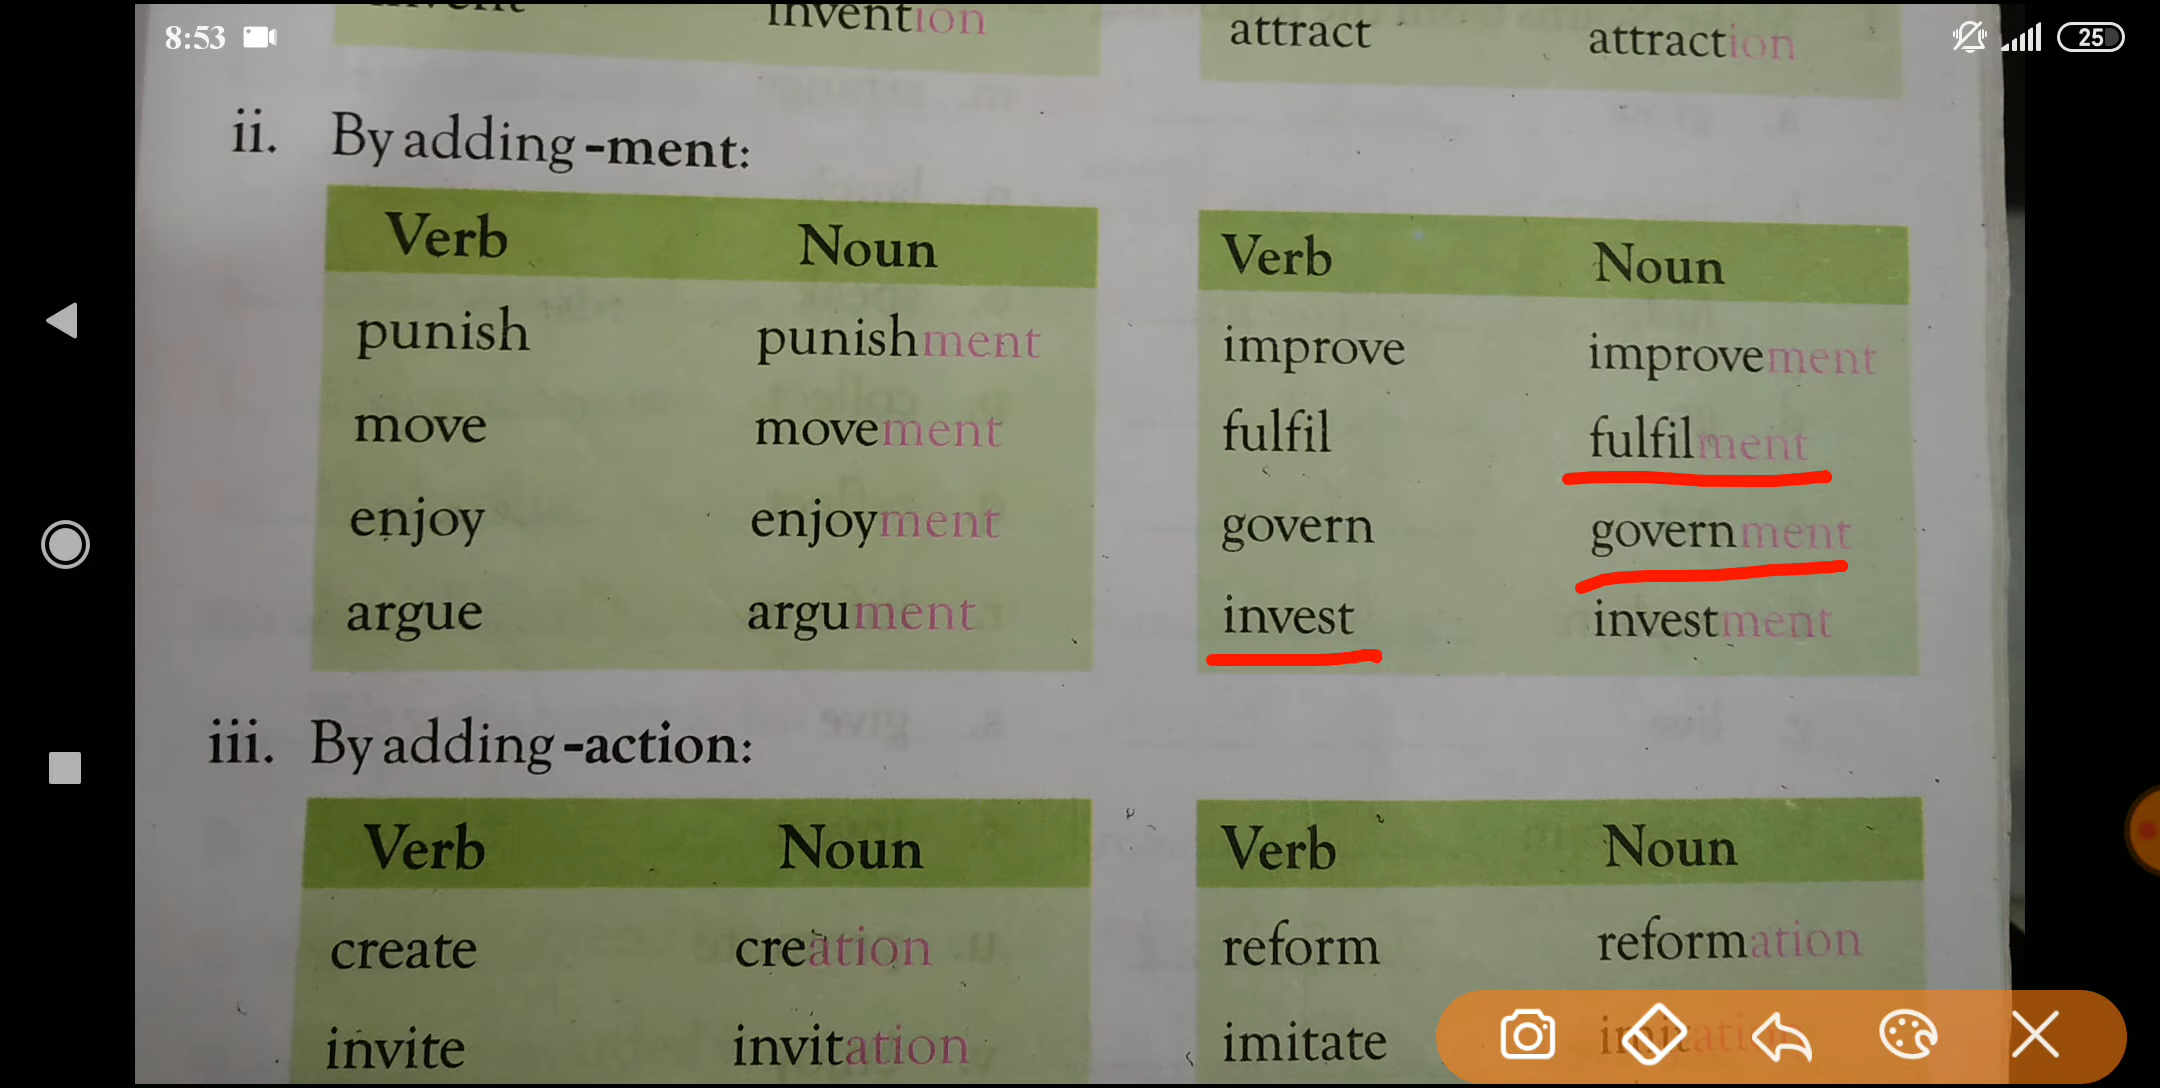 8:53
25
invention attract attraction
ii. By adding -ment:
Verb Noun Verb Noun
punish punishment improve improvement
move movement fulfil fulfilment
enjoy enjoyment govern government
argue argument invest investment
iii. By adding -action:
Verb Noun Verb Noun
create creation reform reformation
invite invitation imitate